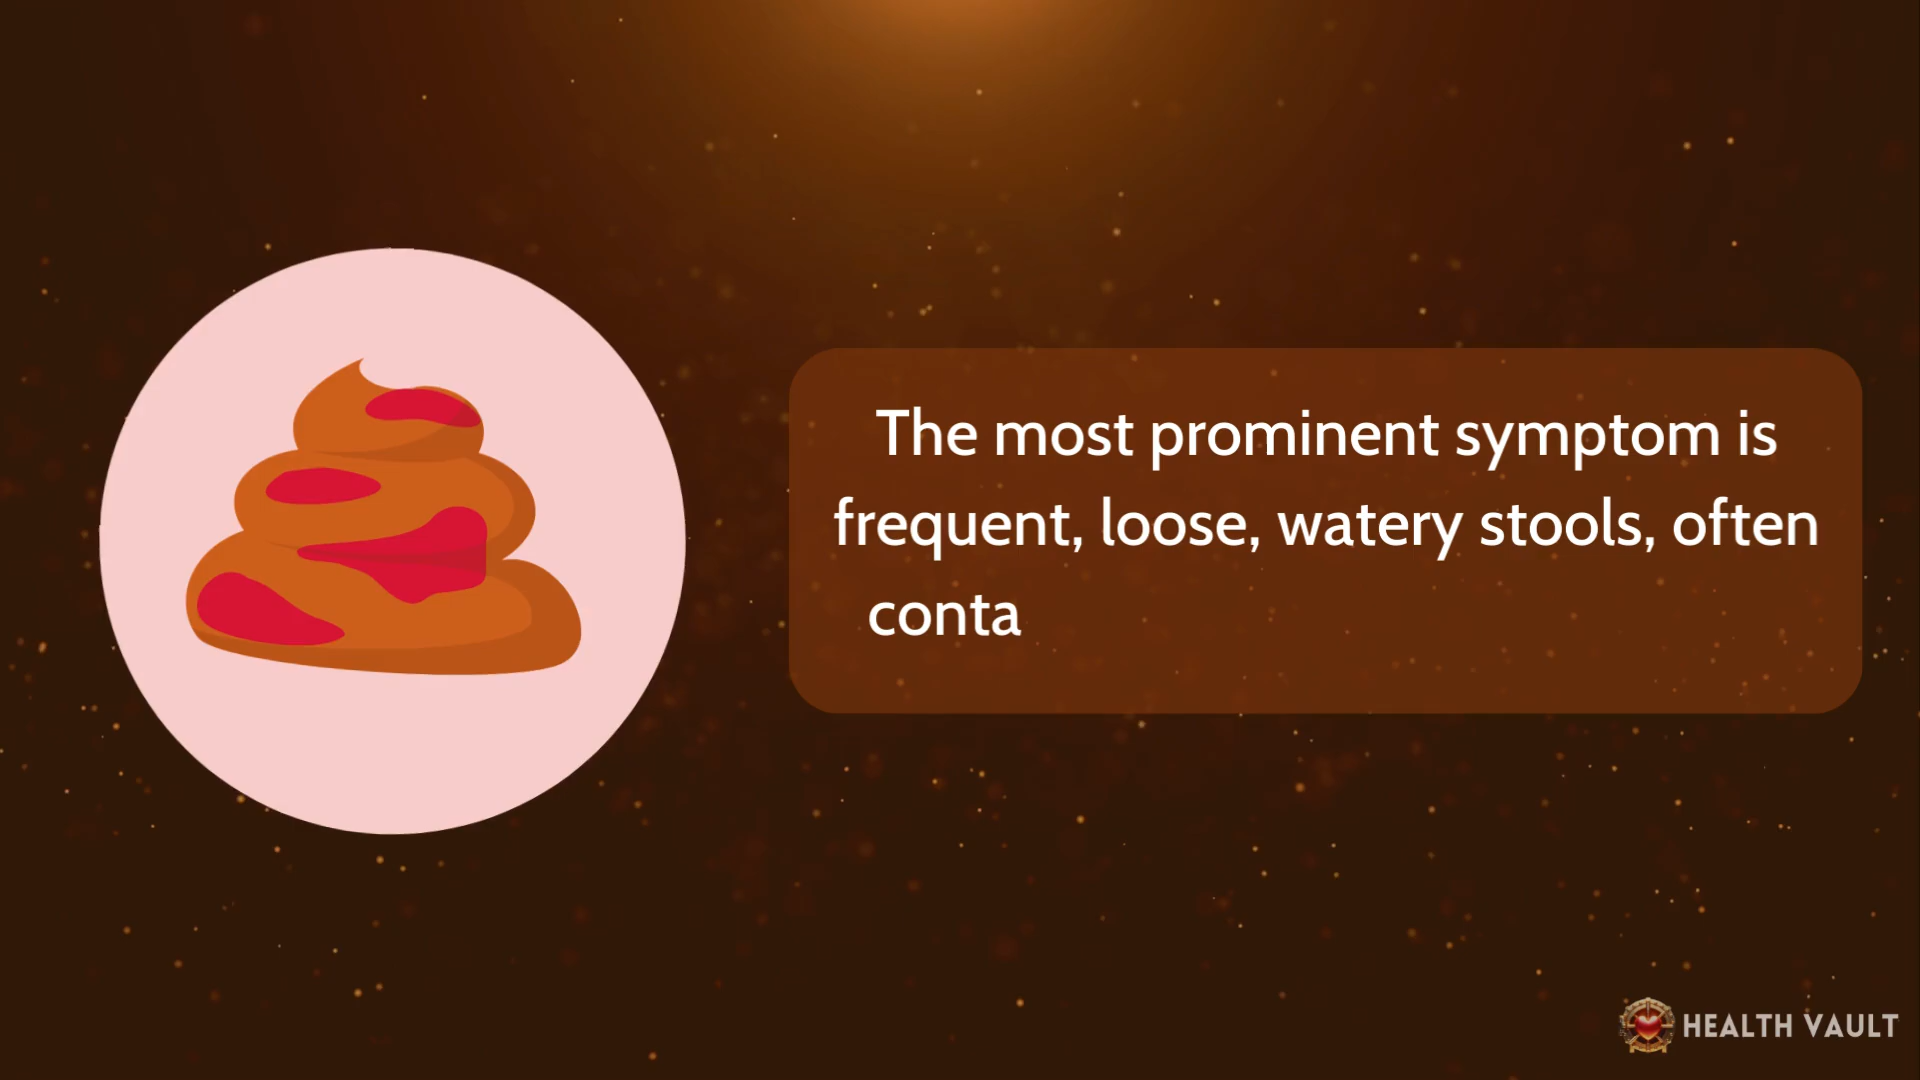 The most prominent symptom is
frequent, loose, watery stools, often
conta
HEALTH VAULT